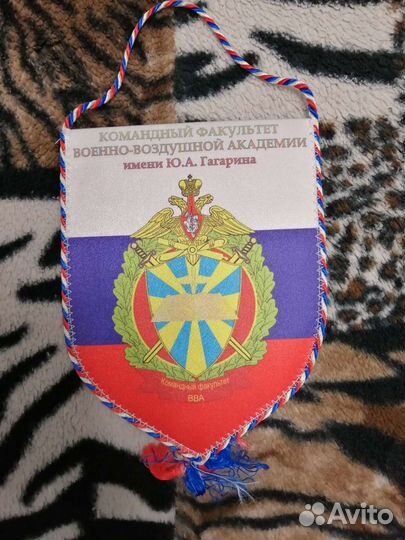 КОМАНДНЫЙ ФАКУЛЬТЕТ
ВОЕННО-ВОЗДУШНОЙ АКАДЕМИИ
имени Ю.А. Гагарина
Командный факультет
ВВА
Avito